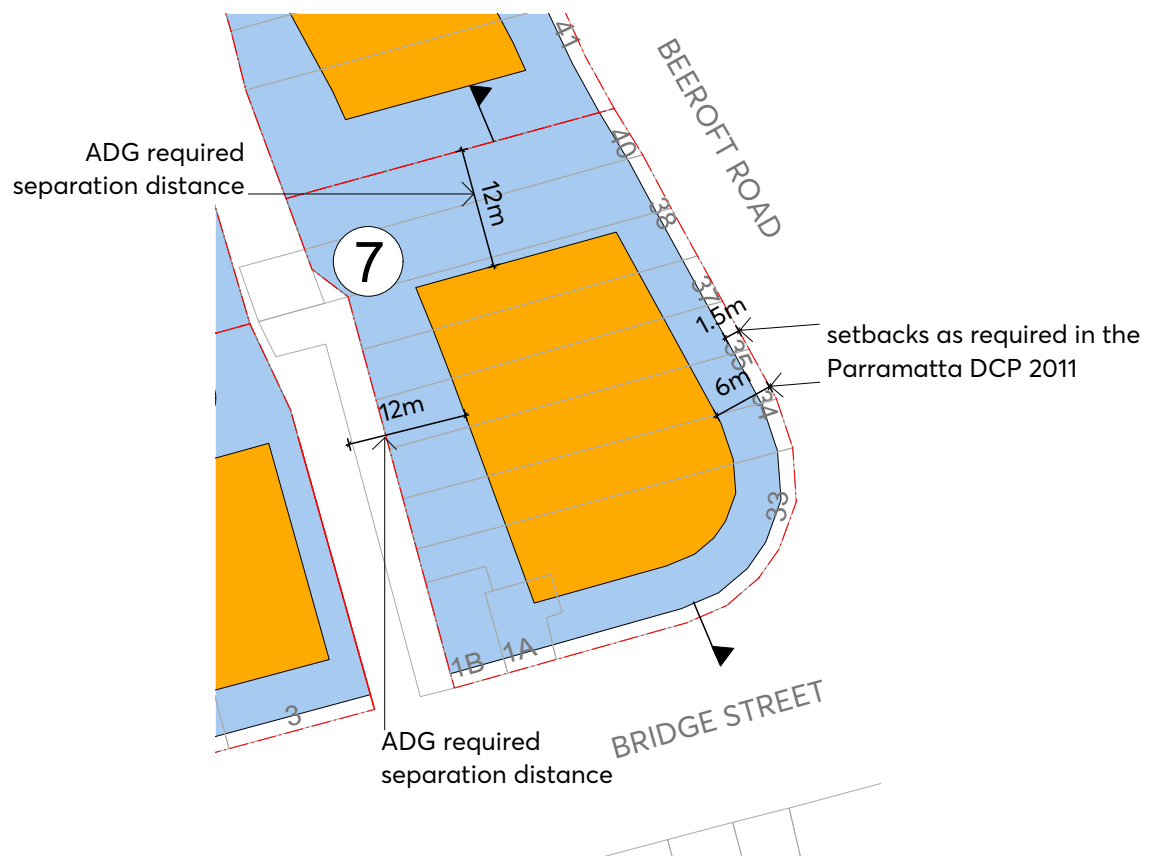 41
BEEROFT ROAD
ADG required
separation distance
40
12m
38
7
37
1.5m
setbacks as required in the
Parramatta DCP 2011
35
6m
34
12m
33
1B
1A
3
BRIDGE STREET
ADG required
separation distance